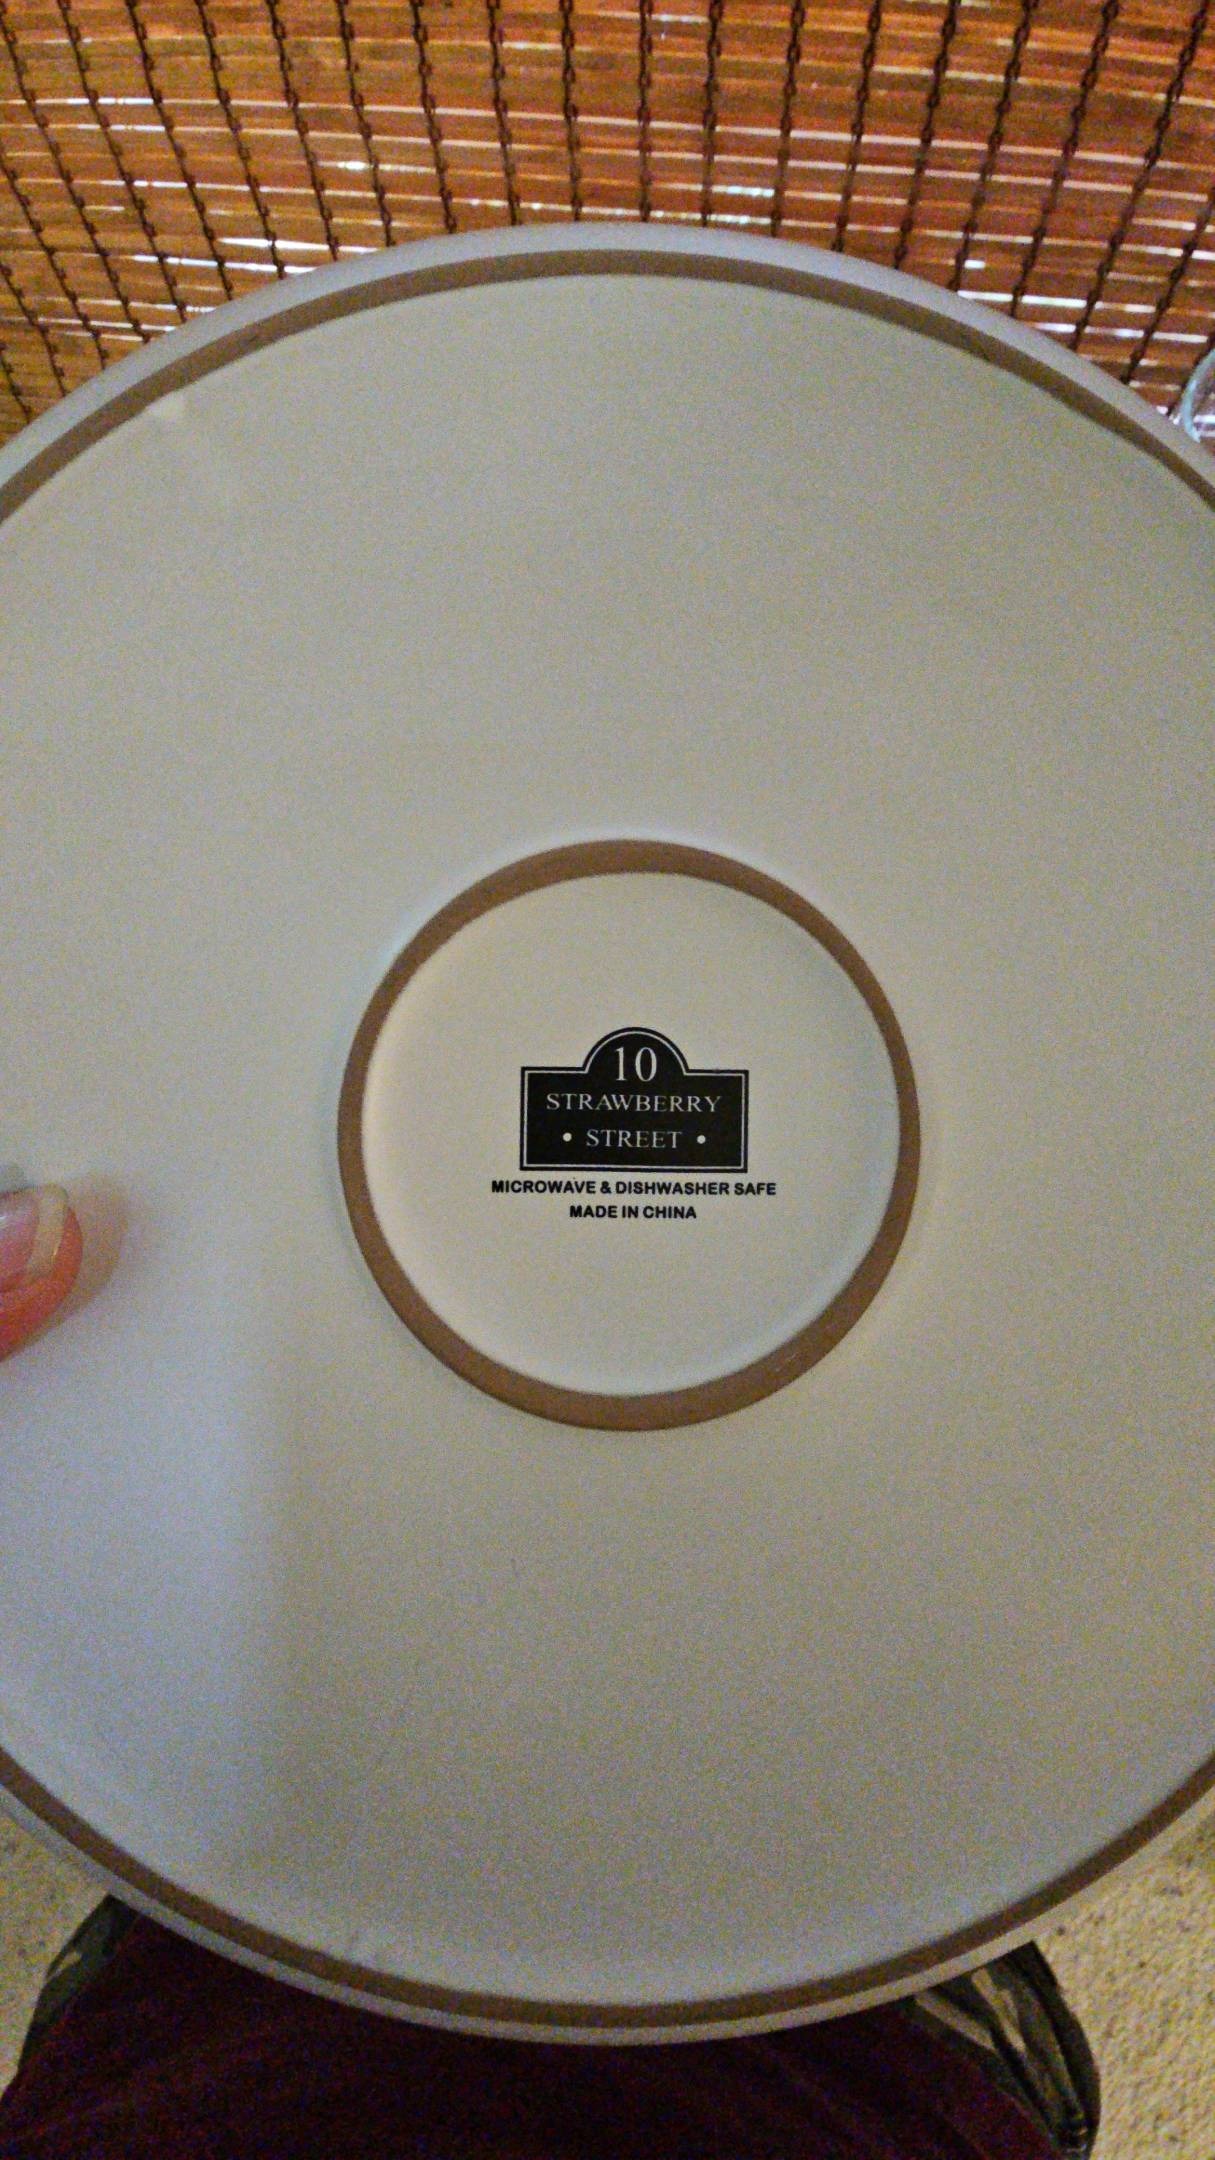 10
STRAWBERRY
• STREET •
MICROWAVE & DISHWASHER SAFE
MADE IN CHINA